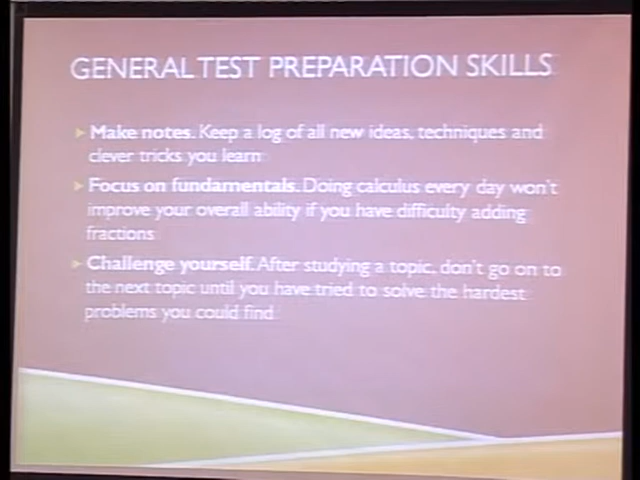 GENERAL TEST PREPARATION SKILLS
Make notes. Keep a log of all new ideas, techniques and
clever tricks you learn
Focus on fundamentals. Doing calculus every day won't
improve your overall ability if you have difficulty adding
fractions
Challenge yourself. After studying a topic, don't go on to
the next topic until you have tried to solve the hardest
problems you could find